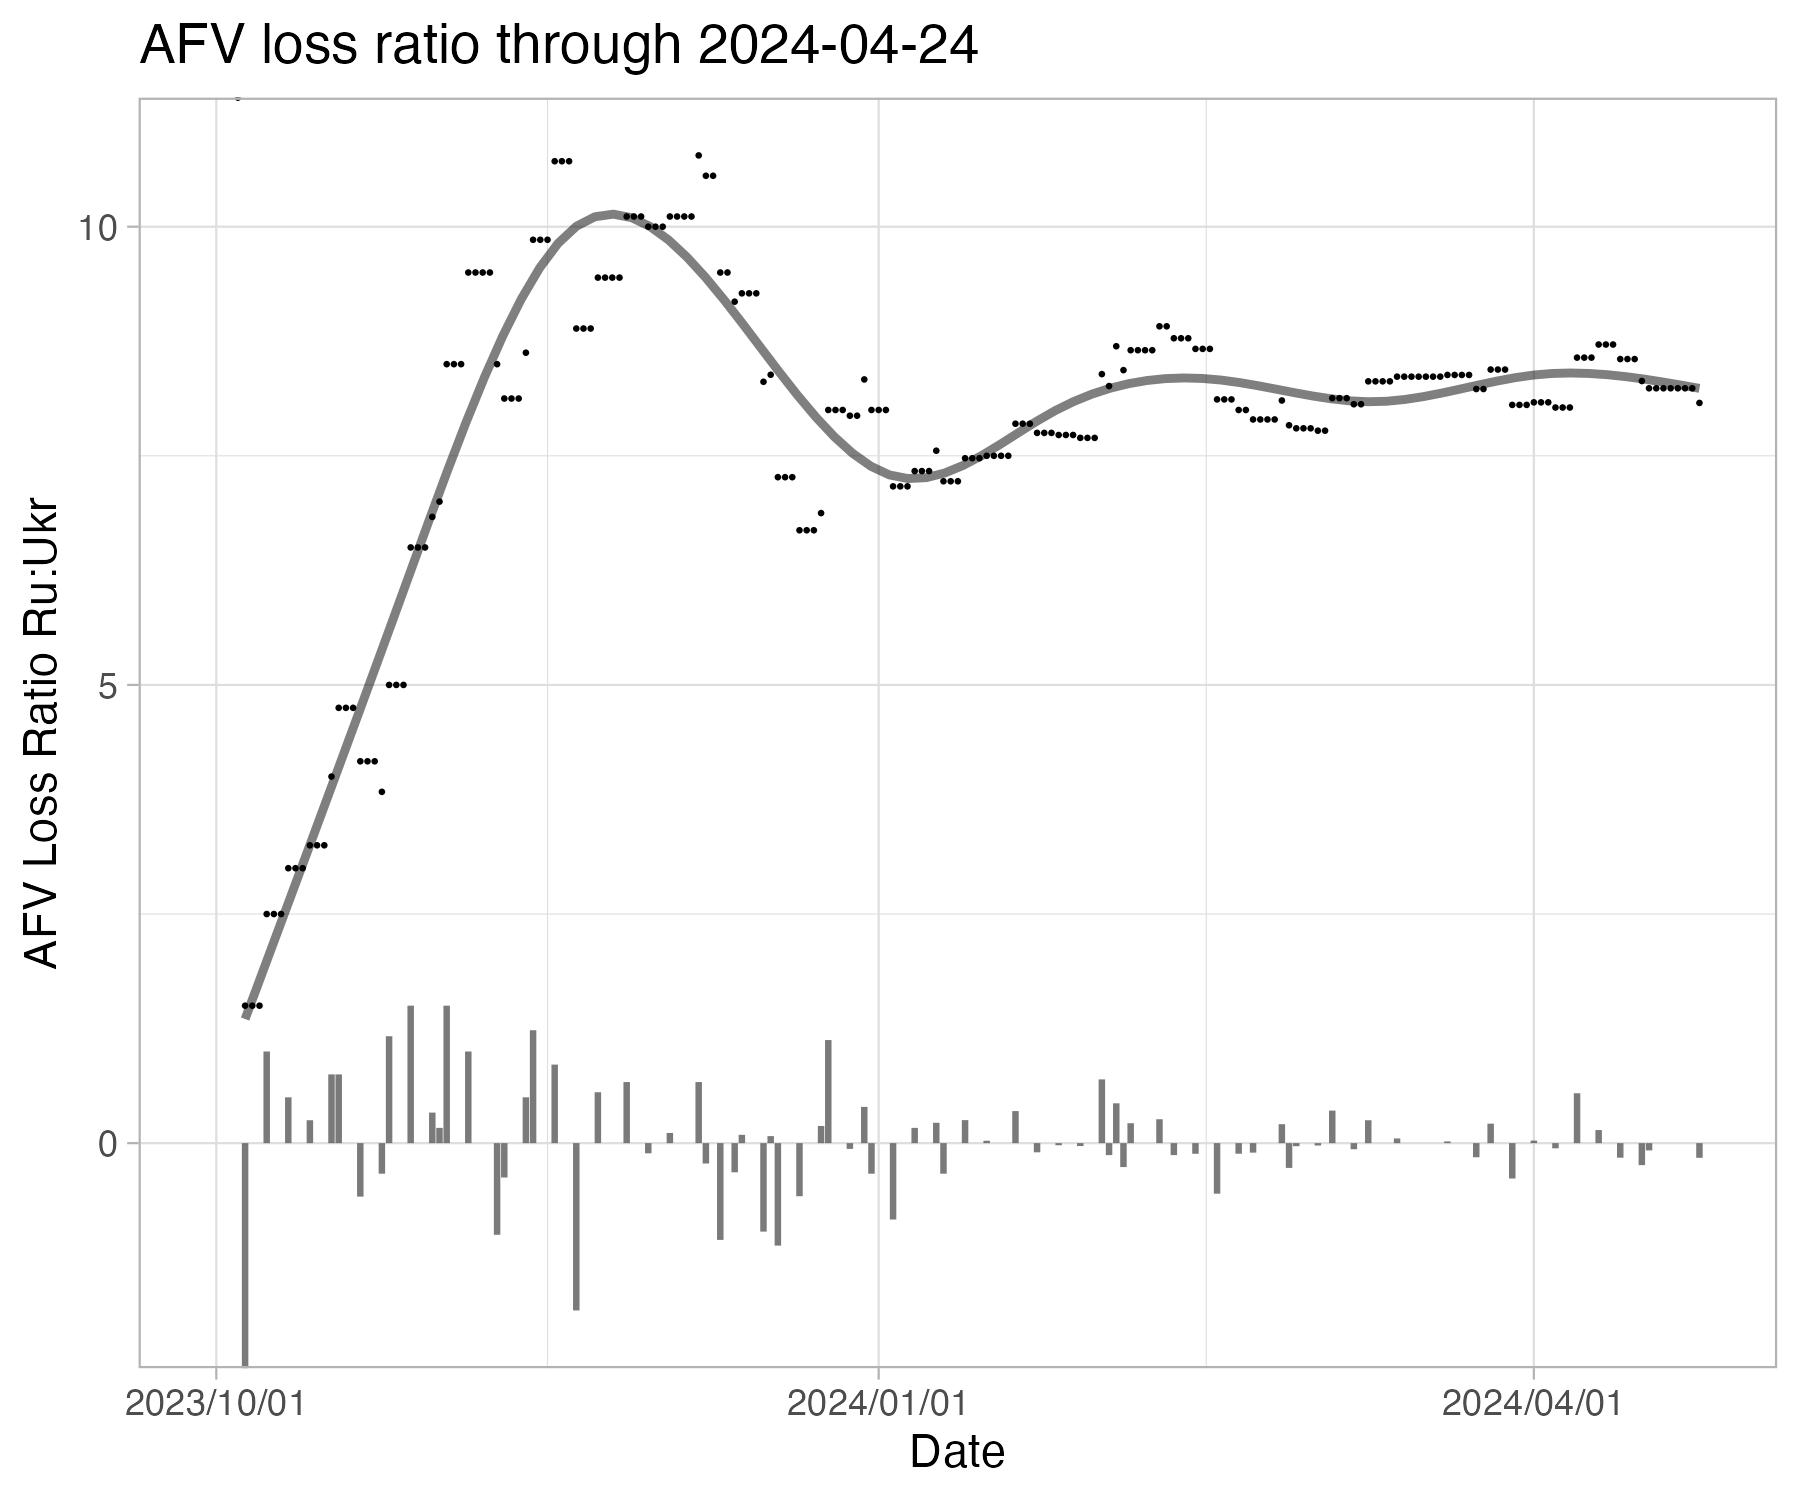 AFV loss ratio through 2024-04-24
AFV Loss Ratio Ru:Ukr
10
5
0
2023/10/01
2024/01/01
2024/04/01
Date